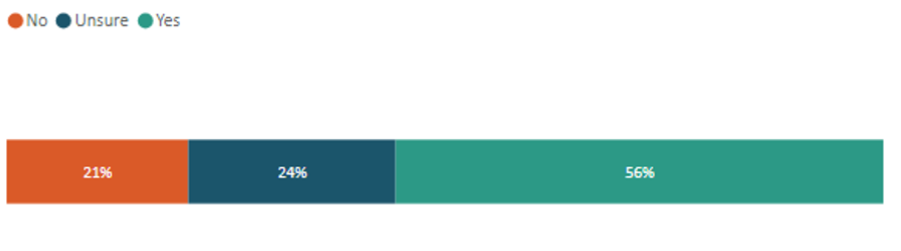 No Unsure Yes
21% 24% 56%